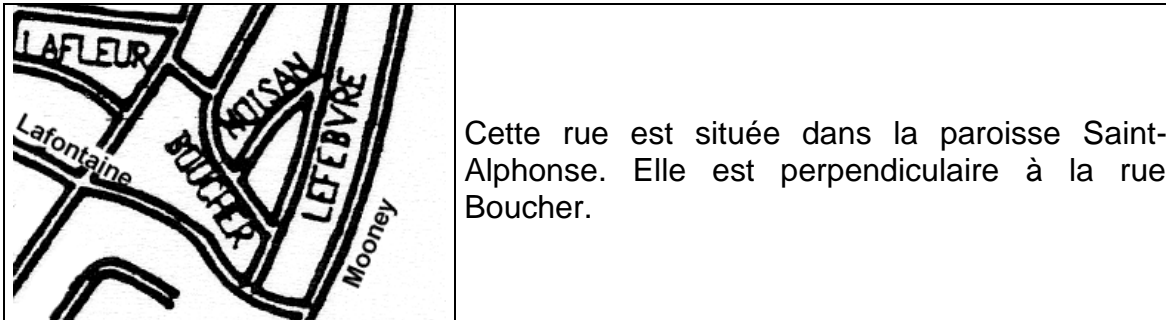 LAFLEUR
MOISAN
Lafontaine
BOUCHER
LEFEBVRE
Mooney
Cette rue est située dans la paroisse Saint-
Alphonse. Elle est perpendiculaire à la rue
Boucher.